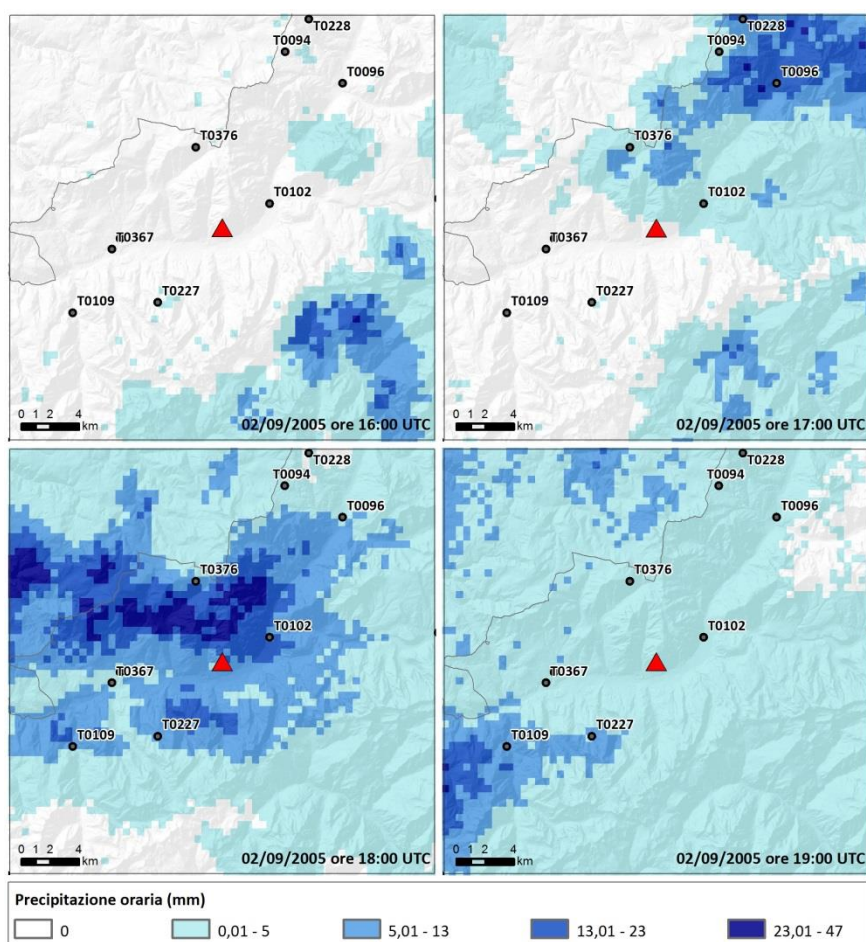 T0228
T0094
T0096
T0376
T0102
T0367
T0227
T0109
0 1 2 4
km
02/09/2005 ore 16:00 UTC
T0228
T0094
T0096
T0376
T0102
T0367
T0227
T0109
0 1 2 4
km
02/09/2005 ore 17:00 UTC
T0228
T0094
T0096
T0376
T0102
T0367
T0227
T0109
0 1 2 4
km
02/09/2005 ore 18:00 UTC
T0228
T0094
T0096
T0376
T0102
T0367
T0227
T0109
0 1 2 4
km
02/09/2005 ore 19:00 UTC
Precipitazione oraria (mm)
0 0,01 - 5 5,01 - 13 13,01 - 23 23,01 - 47